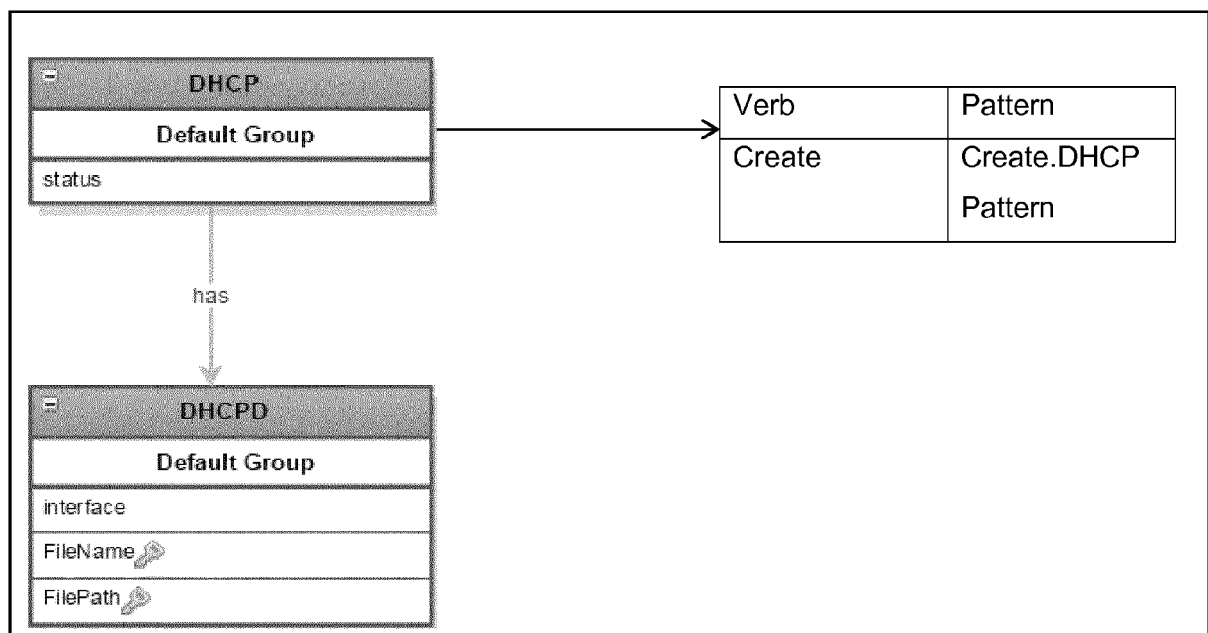 DHCP
Default Group
status
Verb
Pattern
Create
Create.DHCP
Pattern
has
DHCPD
Default Group
interface
FileName
FilePath